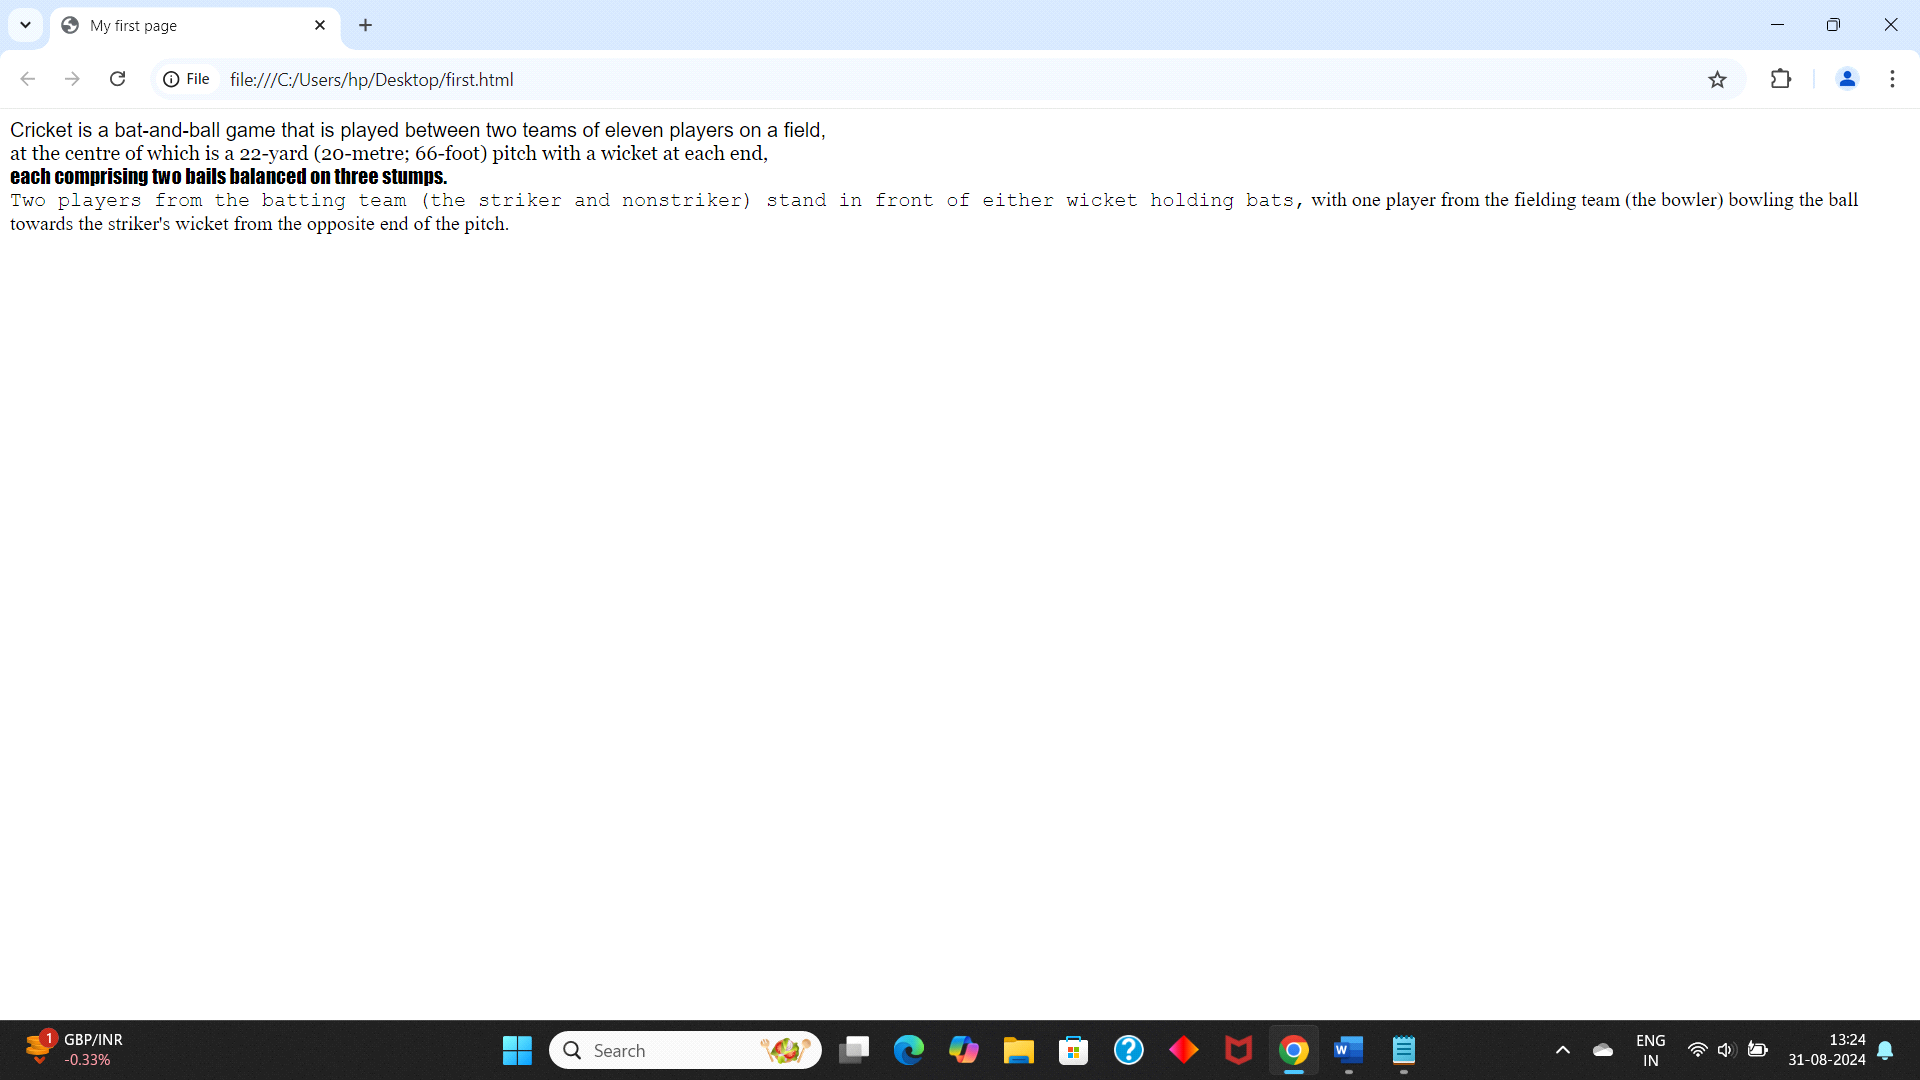 My first page
File
file:///C:/Users/hp/Desktop/first.html
Cricket is a bat-and-ball game that is played between two teams of eleven players on a field,
at the centre of which is a 22-yard (20-metre; 66-foot) pitch with a wicket at each end,
each comprising two bails balanced on three stumps.
Two players from the batting team (the striker and nonstriker) stand in front of either wicket holding bats, with one player from the fielding team (the bowler) bowling the ball
towards the striker's wicket from the opposite end of the pitch.
1
GBP/INR
-0.33%
Search
W
ENG
IN
13:24
31-08-2024